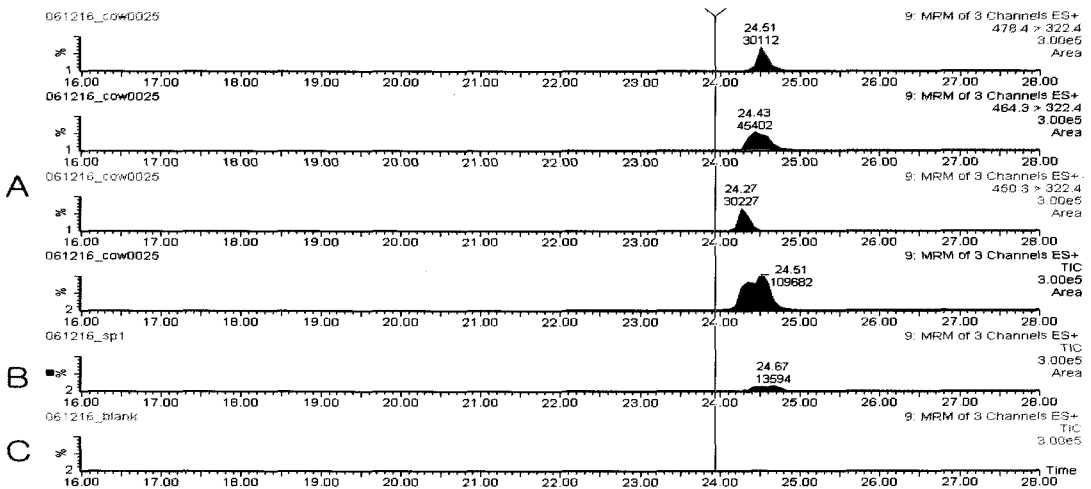 061216_cow0025
9: MRM of 3 Channels ES+
478.4 > 322.4
3.00e5
Area
24.51
30112
%
1
16.00 17.00 18.00 19.00 20.00 21.00 22.00 23.00 24.00 25.00 26.00 27.00 28.00
061216_cow0025
9: MRM of 3 Channels ES+
464.3 > 322.4
3.00e5
Area
24.43
45402
%
1
16.00 17.00 18.00 19.00 20.00 21.00 22.00 23.00 24.00 25.00 26.00 27.00 28.00
A
061216_cow0025
9: MRM of 3 Channels ES+
450.3 > 322.4
3.00e5
Area
24.27
30227
%
1
16.00 17.00 18.00 19.00 20.00 21.00 22.00 23.00 24.00 25.00 26.00 27.00 28.00
061216_cow0025
9: MRM of 3 Channels ES+
TIC
3.00e5
Area
24.51
109682
%
2
16.00 17.00 18.00 19.00 20.00 21.00 22.00 23.00 24.00 25.00 26.00 27.00 28.00
061216_sp1
9: MRM of 3 Channels ES+
TIC
3.00e5
Area
B
24.67
13594
%
2
16.00 17.00 18.00 19.00 20.00 21.00 22.00 23.00 24.00 25.00 26.00 27.00 28.00
061216_blank
9: MRM of 3 Channels ES+
TIC
3.00e5
C
%
2
Time
16.00 17.00 18.00 19.00 20.00 21.00 22.00 23.00 24.00 25.00 26.00 27.00 28.00